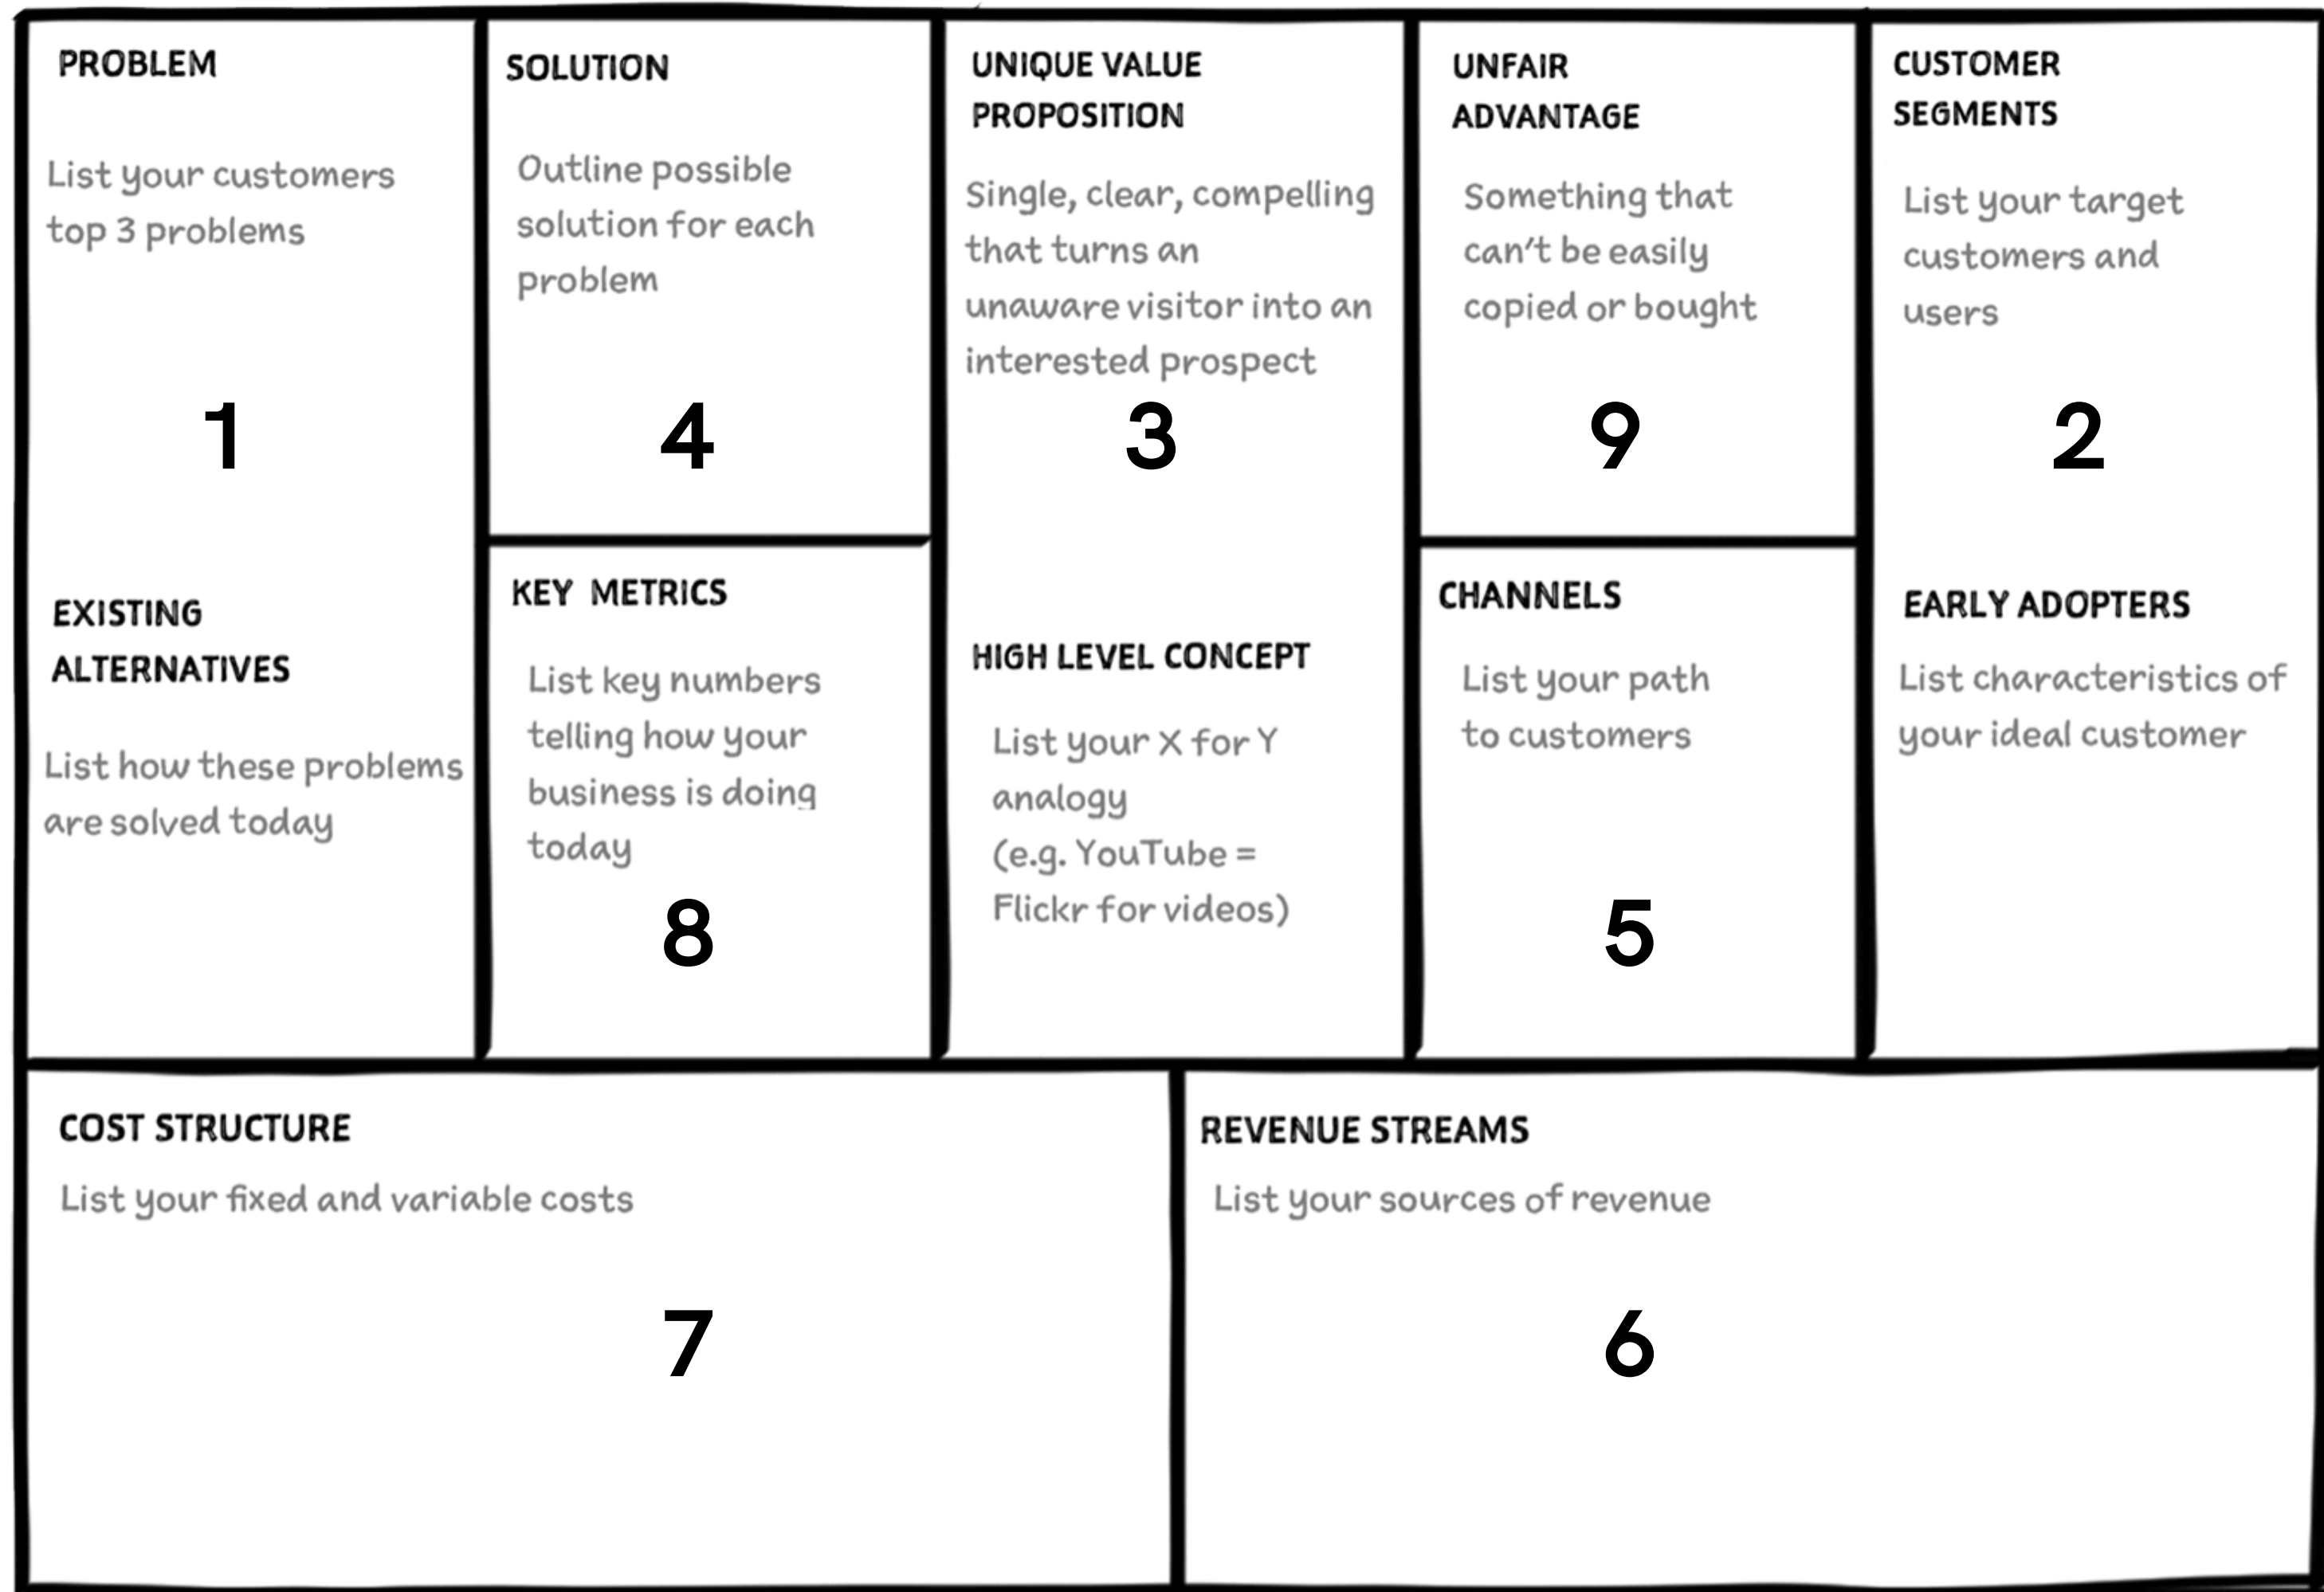 PROBLEM
List your customers
top 3 problems
1
EXISTING
ALTERNATIVES
List how these problems
are solved today
SOLUTION
Outline possible
solution for each
problem
4
KEY METRICS
List key numbers
telling how your
business is doing
today
8
UNIQUE VALUE
PROPOSITION
Single, clear, compelling
that turns an
unaware visitor into an
interested prospect
3
HIGH LEVEL CONCEPT
List your X for Y
analogy
(e.g. YouTube =
Flickr for videos)
UNFAIR
ADVANTAGE
Something that
can't be easily
copied or bought
9
CHANNELS
List your path
to customers
5
CUSTOMER
SEGMENTS
List your target
customers and
users
2
EARLY ADOPTERS
List characteristics of
your ideal customer
COST STRUCTURE
List your fixed and variable costs
7
REVENUE STREAMS
List your sources of revenue
6